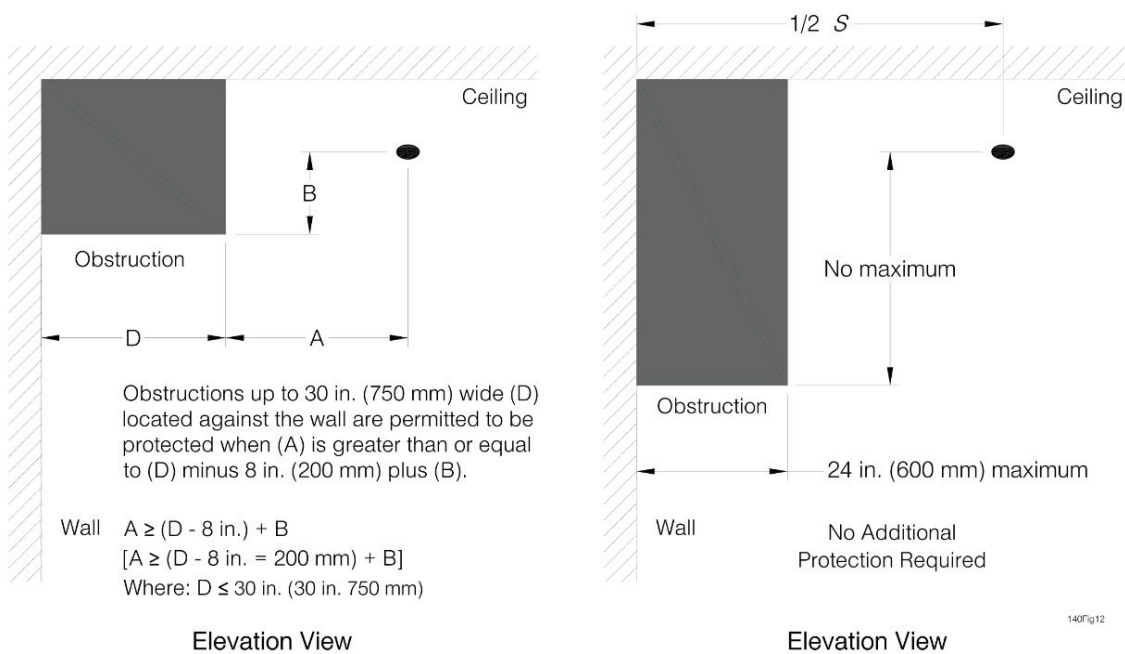 Ceiling
B
Obstruction
D
A
Obstructions up to 30 in. (750 mm) wide (D)
located against the wall are permitted to be
protected when (A) is greater than or equal
to (D) minus 8 in. (200 mm) plus (B).
Wall
A ≥ (D - 8 in.) + B
[A ≥ (D - 8 in. = 200 mm) + B]
Where: D ≤ 30 in. (30 in. 750 mm)
Elevation View
1/2 S
Ceiling
No maximum
Obstruction
24 in. (600 mm) maximum
Wall
No Additional
Protection Required
140Fig12
Elevation View